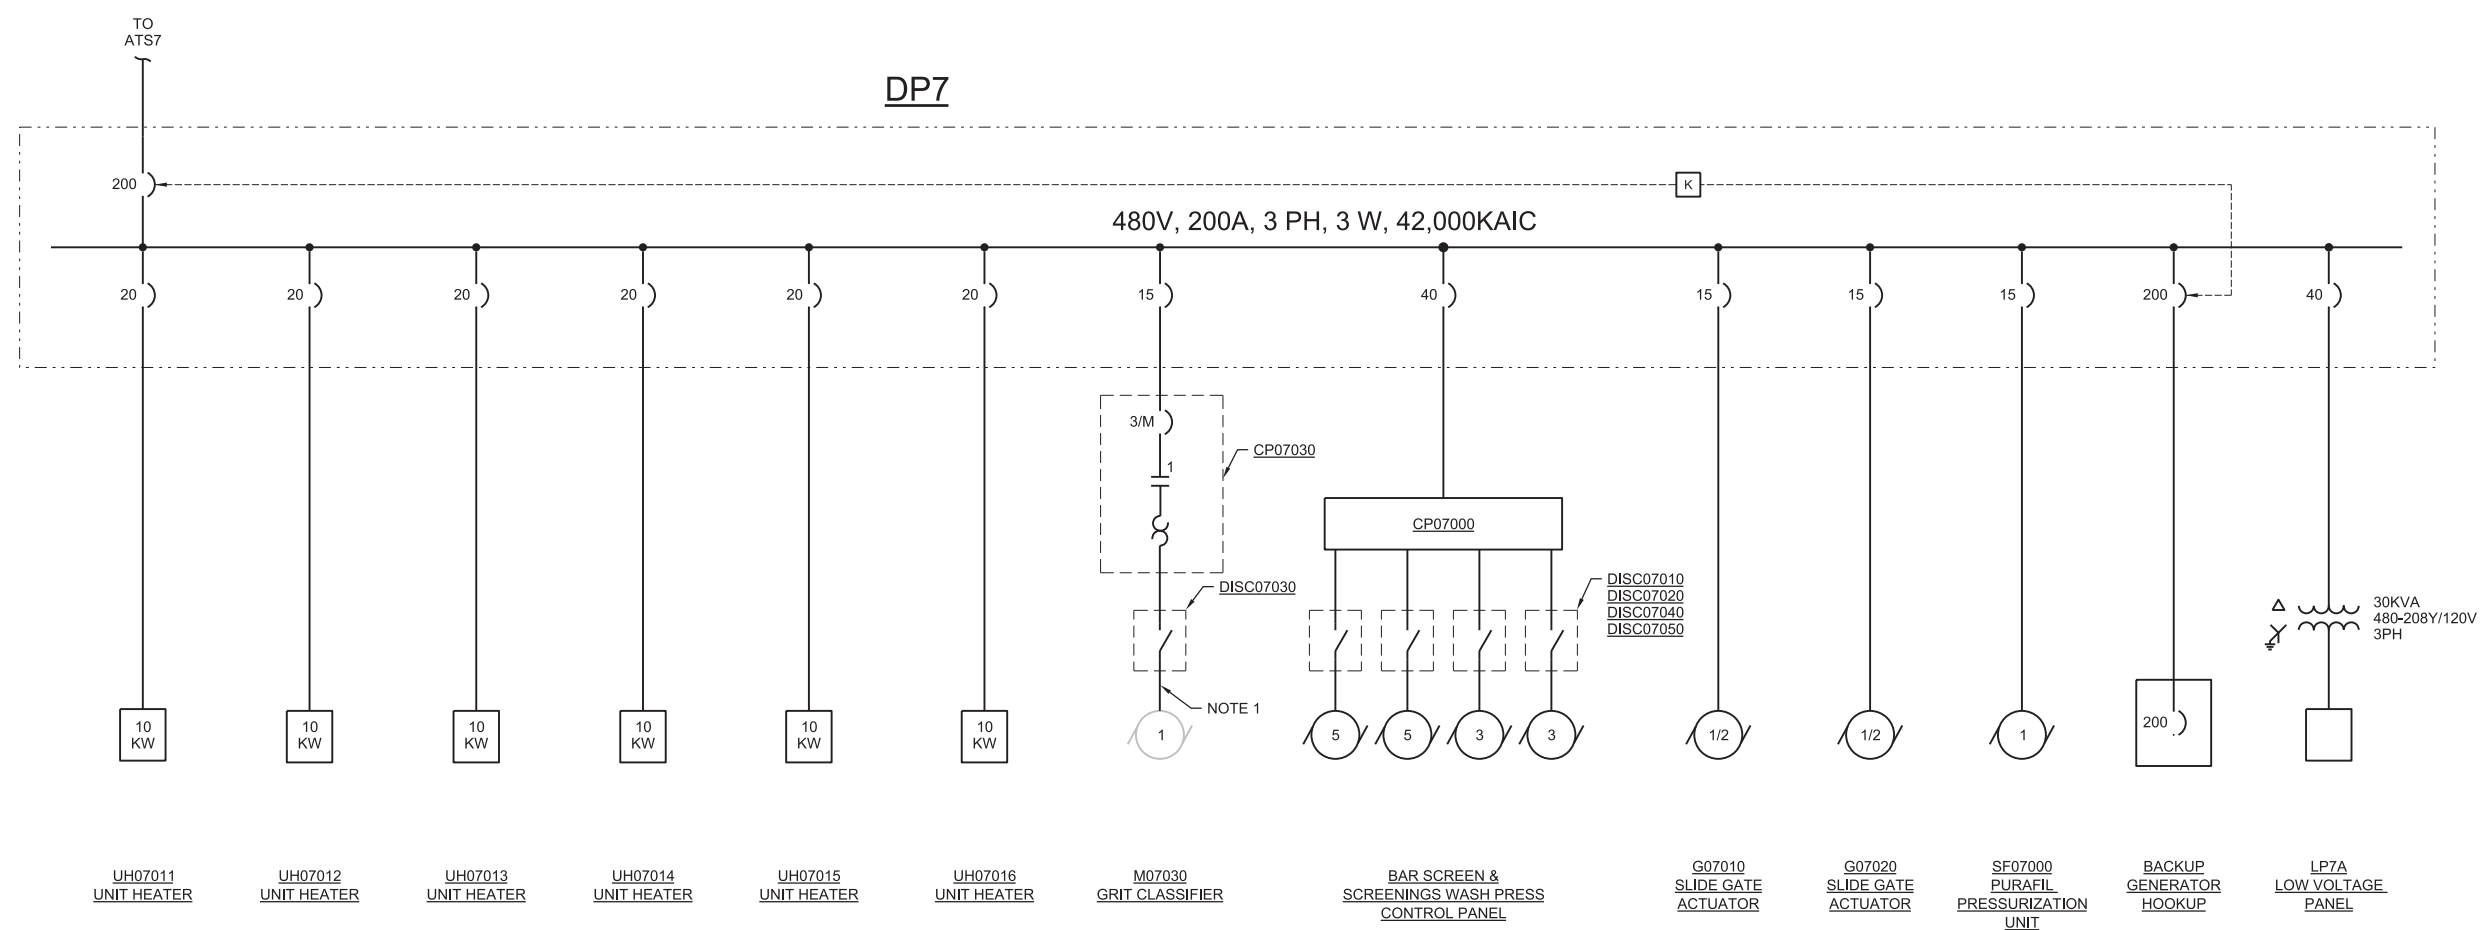 TO
ATS7
DP7
200
K
480V, 200A, 3 PH, 3 W, 42,000KAIC
20
20
20
20
20
20
15
40
15
15
15
200
40
3/M
1
CP07030
CP07000
DISC07030
DISC07010
DISC07020
DISC07040
DISC07050
30KVA
480-208Y/120V
3PH
NOTE 1
10
KW
10
KW
10
KW
10
KW
10
KW
10
KW
1
5
5
3
3
1/2
1/2
1
200
UH07011
UNIT HEATER
UH07012
UNIT HEATER
UH07013
UNIT HEATER
UH07014
UNIT HEATER
UH07015
UNIT HEATER
UH07016
UNIT HEATER
M07030
GRIT CLASSIFIER
BAR SCREEN &
SCREENINGS WASH PRESS
CONTROL PANEL
G07010
SLIDE GATE
ACTUATOR
G07020
SLIDE GATE
ACTUATOR
SF07000
PURAFIL
PRESSURIZATION
UNIT
BACKUP
GENERATOR
HOOKUP
LP7A
LOW VOLTAGE
PANEL